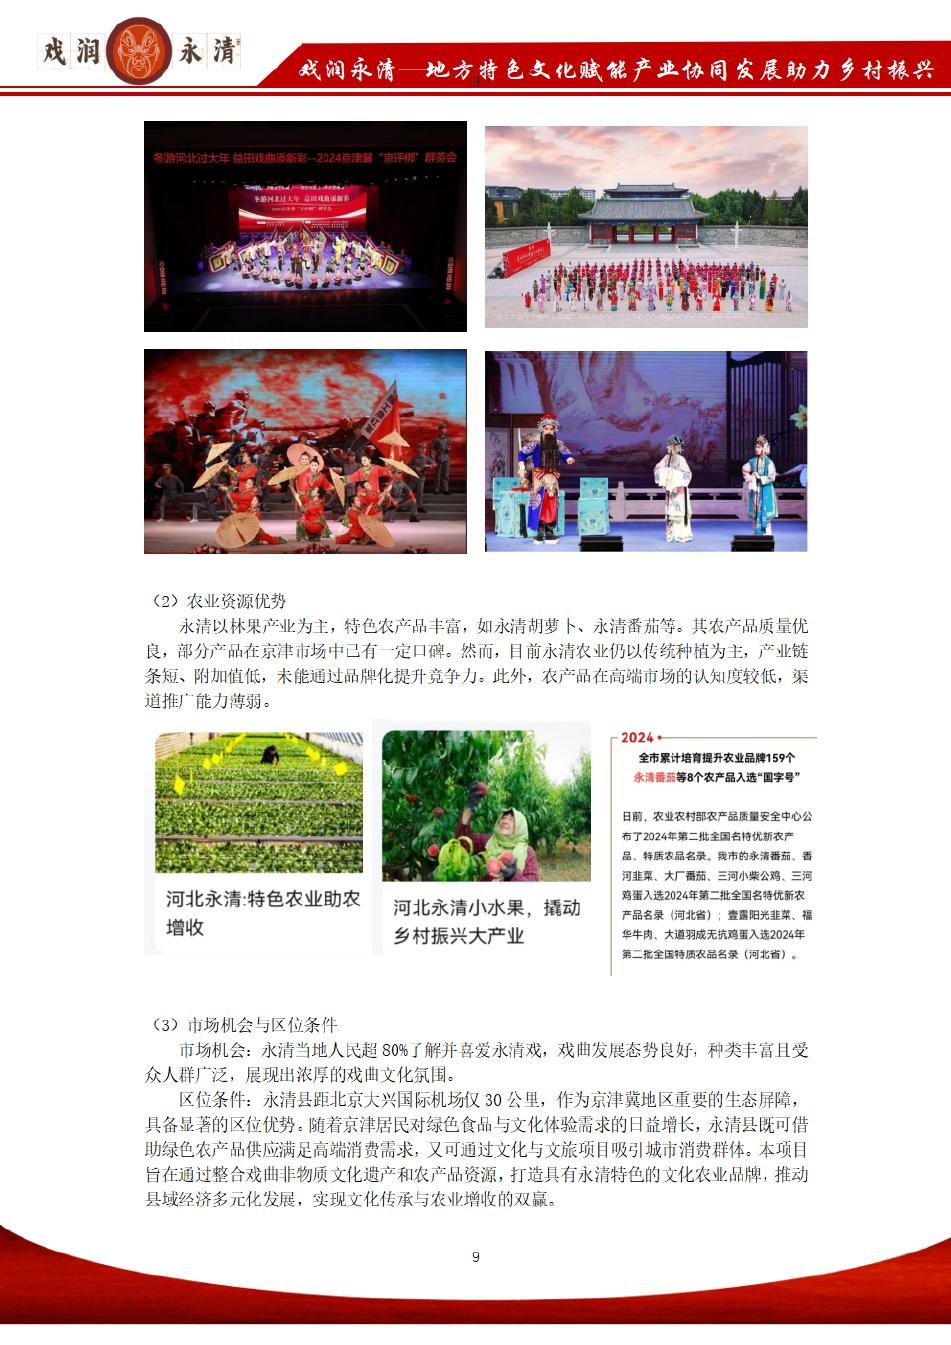 戏润永清
戏润永清—地方特色文化赋能产业协同发展助力乡村振兴
9
冬游河北过大年 益田戏曲添新彩--2024京津冀“京评梆”群英会
冬游河北过大年 益田戏曲添新彩
（2）农业资源优势
永清以林果产业为主，特色农产品丰富，如永清胡萝卜、永清番茄等。其农产品质量优
良，部分产品在京津市场中已有一定口碑。然而，目前永清农业仍以传统种植为主，产业链
条短、附加值低，未能通过品牌化提升竞争力。此外，农产品在高端市场的认知度较低，渠
道推广能力薄弱。
河北永清:特色农业助农
增收
河北永清小水果，撬动
乡村振兴大产业
2024
全市累计培育提升农业品牌159个
永清番茄等8个农产品入选“国字号”
日前，农业农村部农产品质量安全中心公
布了2024年第二批全国名特优新农产
品、特质农品名录。我市的永清番茄、香
河韭菜、大厂番茄、三河小柴公鸡、三河
鸡蛋入选2024年第二批全国名特优新农
产品名录（河北省）；壹露阳光韭菜、福
华牛肉、大道羽成无抗鸡蛋入选2024年
第二批全国特质农品名录（河北省）。
（3）市场机会与区位条件
市场机会：永清当地人民超 80%了解并喜爱永清戏，戏曲发展态势良好，种类丰富且受
众人群广泛，展现出浓厚的戏曲文化氛围。
区位条件：永清县距北京大兴国际机场仅 30 公里，作为京津冀地区重要的生态屏障，
具备显著的区位优势。随着京津居民对绿色食品与文化体验需求的日益增长，永清县既可借
助绿色农产品供应满足高端消费需求，又可通过文化与文旅项目吸引城市消费群体。本项目
旨在通过整合戏曲非物质文化遗产和农产品资源，打造具有永清特色的文化农业品牌，推动
县域经济多元化发展，实现文化传承与农业增收的双赢。
9